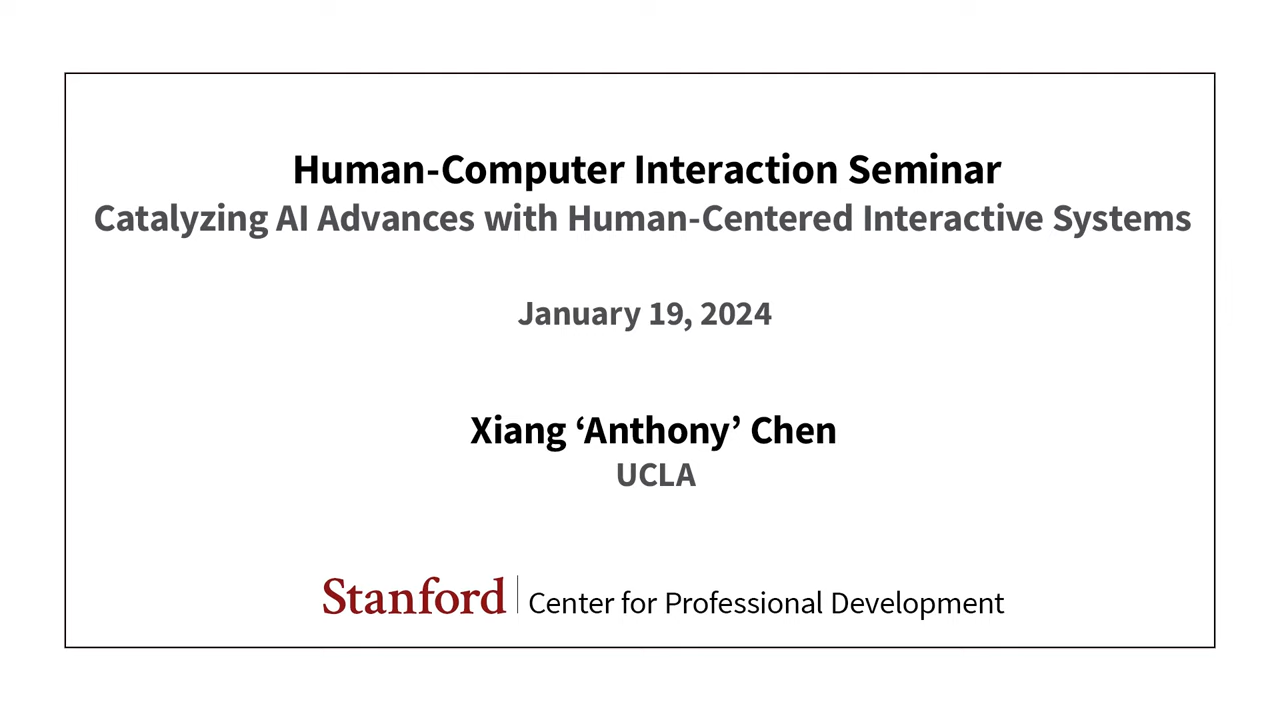 Human-Computer Interaction Seminar
Catalyzing AI Advances with Human-Centered Interactive Systems
January 19, 2024
Xiang ‘Anthony’ Chen
UCLA
Stanford Center for Professional Development